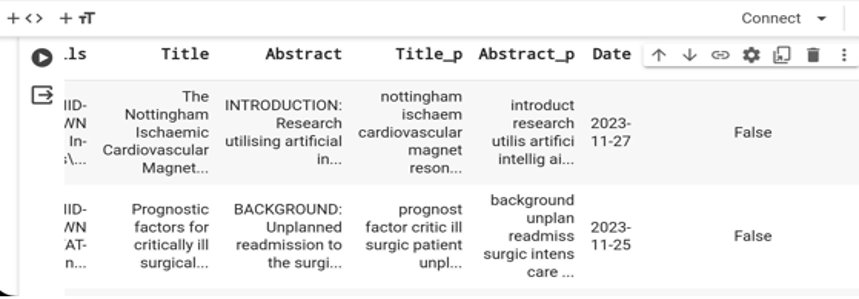 + <> + TT Connect
.ls Title Abstract Title_p Abstract_p Date
The
Nottingham
Ischaemic
Cardiovascular
Magnet...
INTRODUCTION:
Research
utilising artificial
in...
nottingham
ischaem
cardiovascular
magnet
reson...
introduct
research
utilis artifici
intellig ai...
2023-
11-27
False
IID-
WN
In-
s\...
Prognostic
factors for
critically ill
surgical...
BACKGROUND:
Unplanned
readmission to
the surgi...
prognost
factor critic ill
surgic patient
unpl...
background
unplan
readmiss
surgic intens
care ...
2023-
11-25
False
IID-
WN
AT-
n...